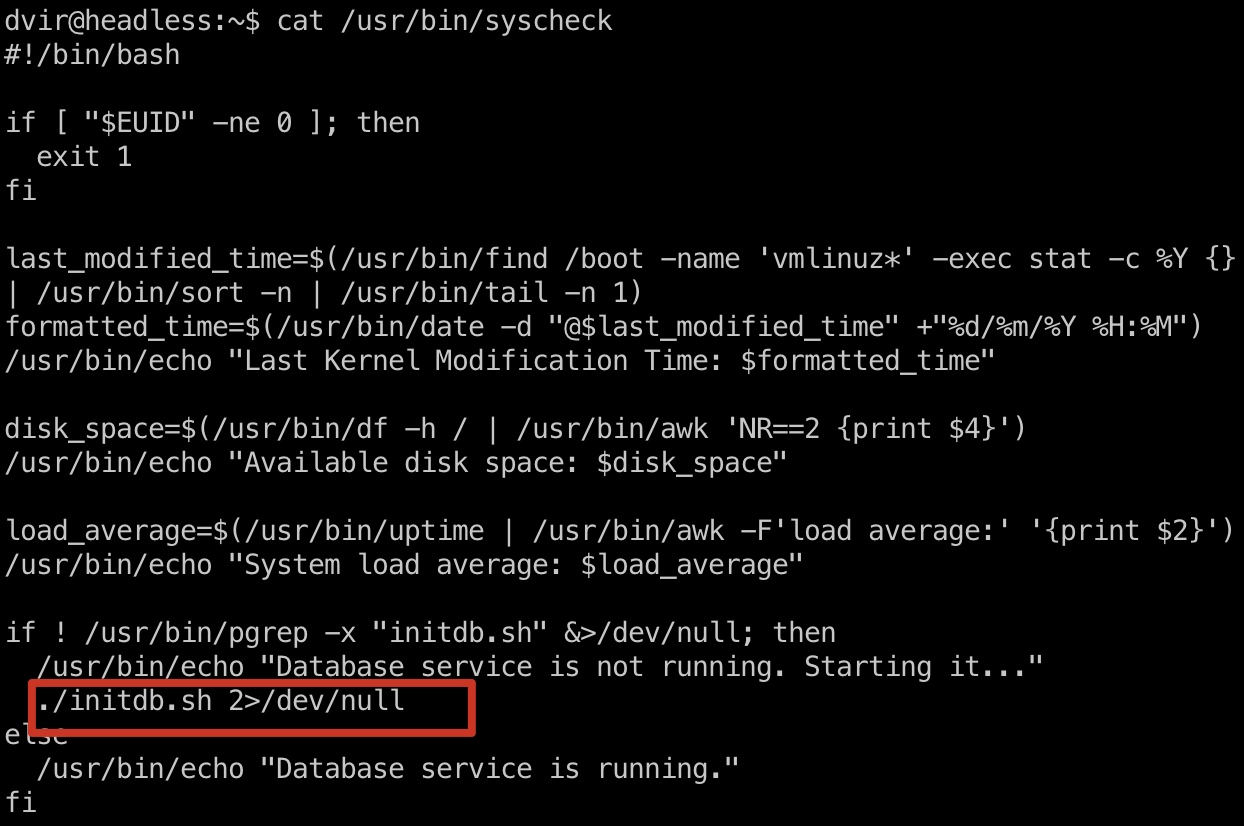 dvir@headless:~$ cat /usr/bin/syscheck
#!/bin/bash
if [ "$EUID" -ne 0 ]; then
  exit 1
fi
last_modified_time=$(/usr/bin/find /boot -name 'vmlinuz*' -exec stat -c %Y {}
| /usr/bin/sort -n | /usr/bin/tail -n 1)
formatted_time=$(/usr/bin/date -d "@$last_modified_time" +"%d/%m/%Y %H:%M")
/usr/bin/echo "Last Kernel Modification Time: $formatted_time"
disk_space=$(/usr/bin/df -h / | /usr/bin/awk 'NR==2 {print $4}')
/usr/bin/echo "Available disk space: $disk_space"
load_average=$(/usr/bin/uptime | /usr/bin/awk -F'load average:' '{print $2}')
/usr/bin/echo "System load average: $load_average"
if ! /usr/bin/pgrep -x "initdb.sh" &>/dev/null; then
  /usr/bin/echo "Database service is not running. Starting it..."
  ./initdb.sh 2>/dev/null
else
  /usr/bin/echo "Database service is running."
fi